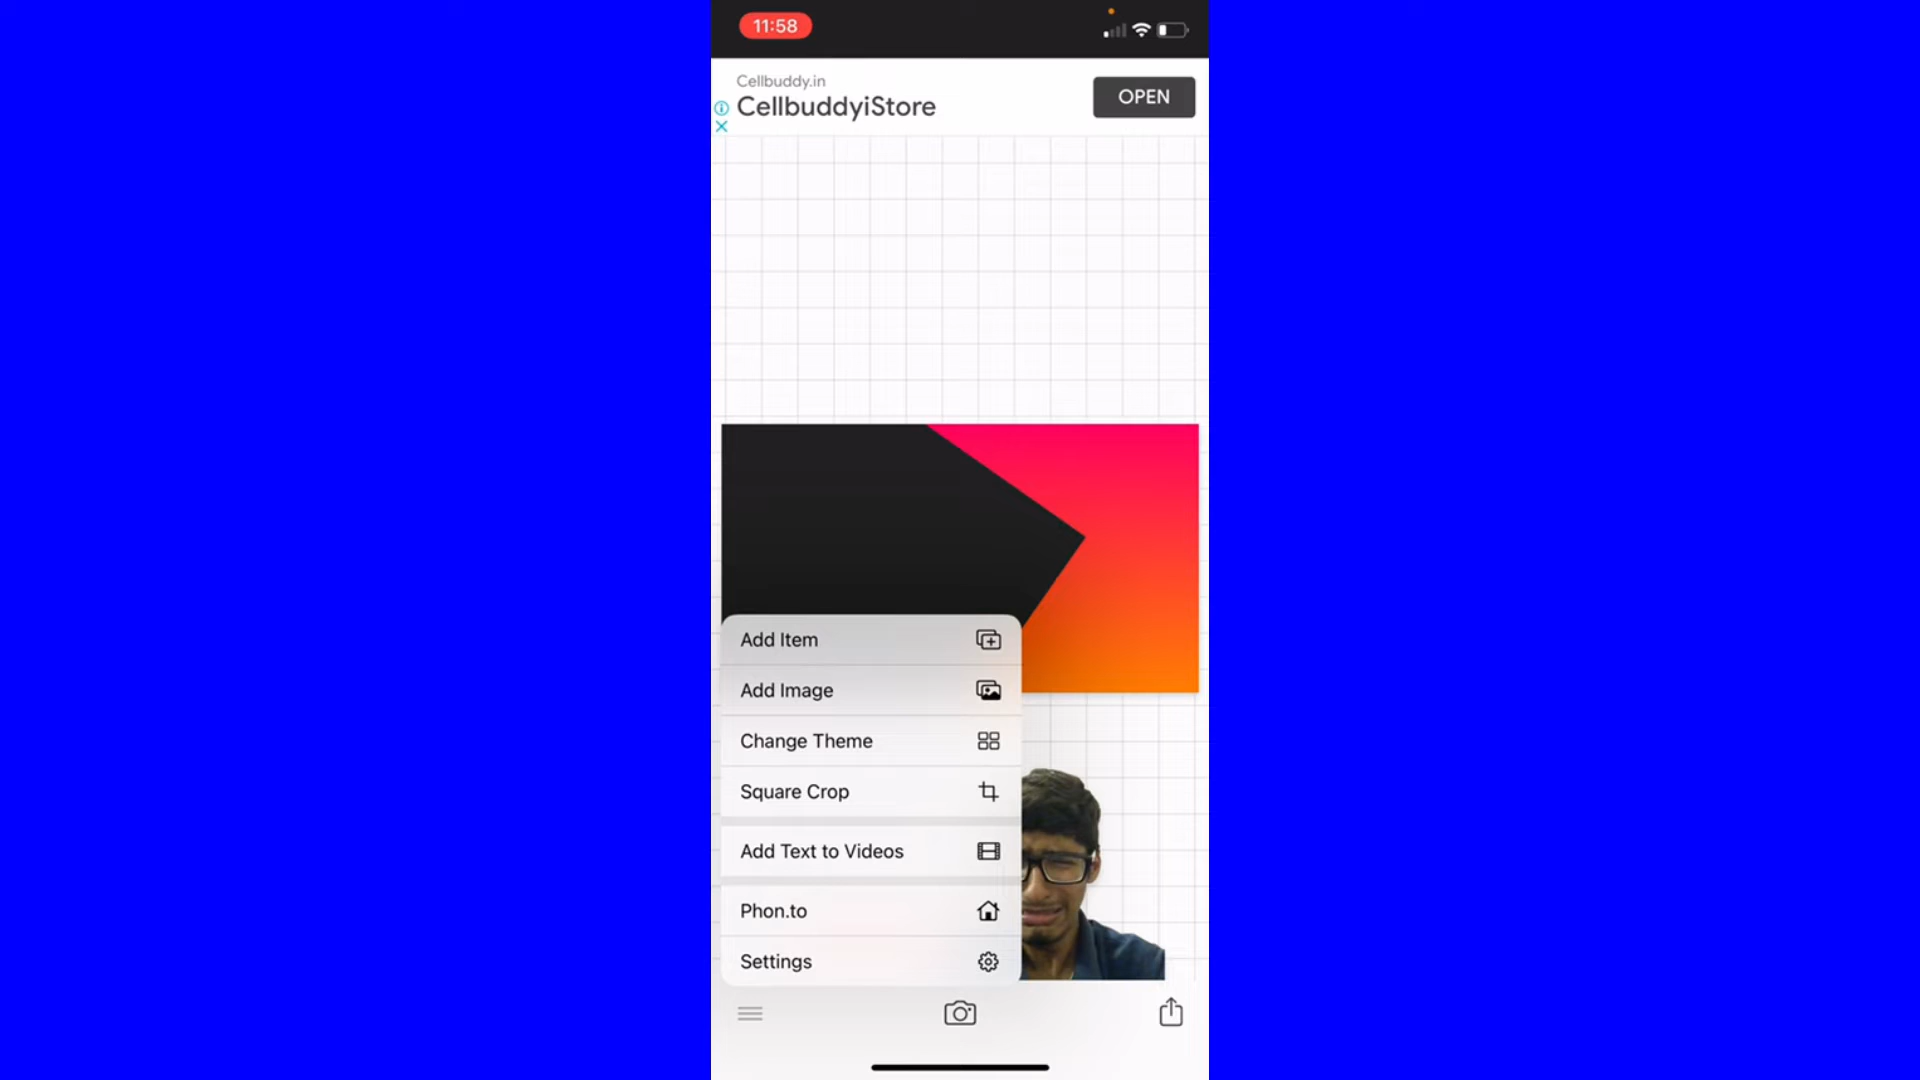 11:58
Cellbuddy.in
CellbuddyiStore
OPEN
Add Item
Add Image
Change Theme
Square Crop
Add Text to Videos
Phon.to
Settings